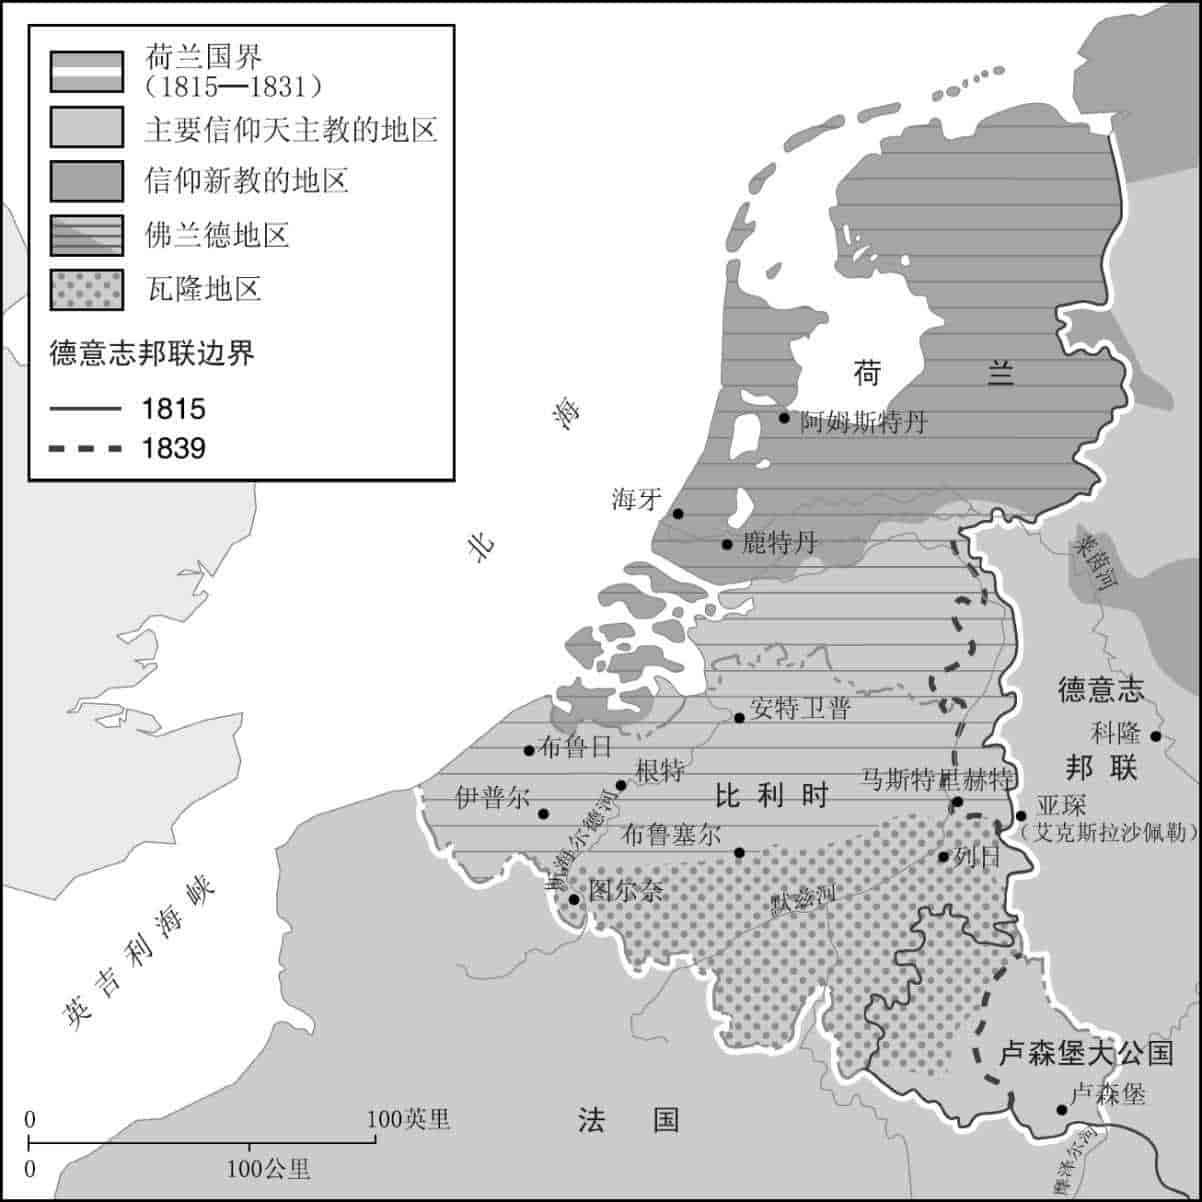 荷兰国界
（1815—1831）
主要信仰天主教的地区
信仰新教的地区
佛兰德地区
瓦隆地区
德意志邦联边界
1815
1839
北海
荷兰
阿姆斯特丹
海牙
鹿特丹
莱茵河
德意志
邦联
科隆
安特卫普
布鲁日
根特
伊普尔
比利时
马斯特里赫特
亚琛
（艾克斯拉沙佩勒）
布鲁塞尔
列日
斯海尔德河
图尔奈
默兹河
英吉利海峡
卢森堡大公国
卢森堡
摩泽尔河
法国
0
100英里
0
100公里